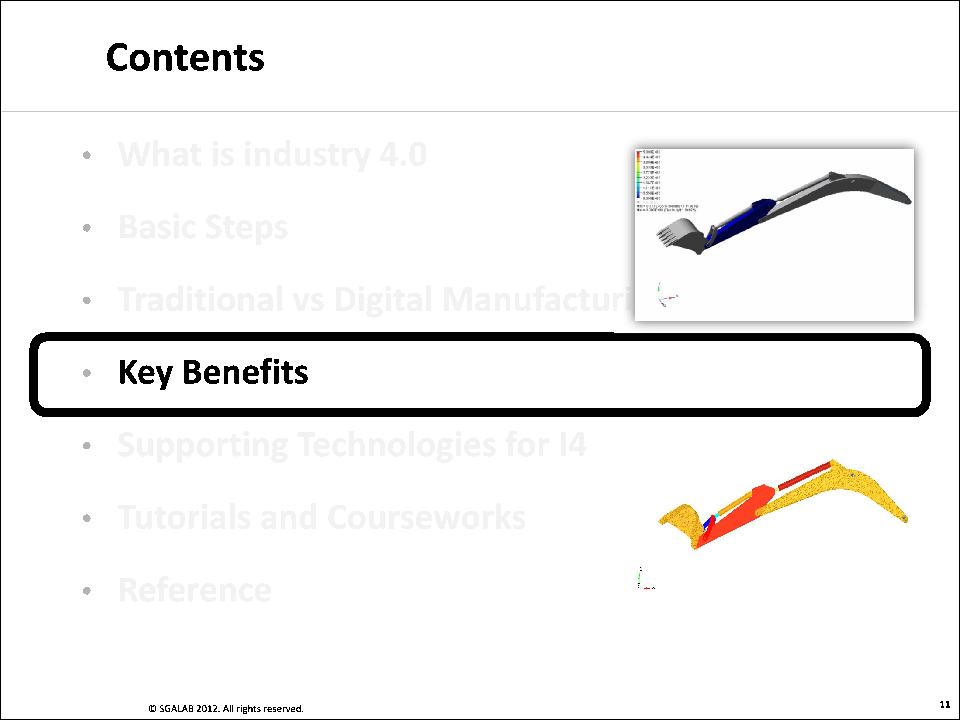 Contents
• What is industry 4.0
• Basic Steps
• Traditional vs Digital Manufacturi
• Key Benefits
• Supporting Technologies for I4
• Tutorials and Courseworks
• Reference
© SGALAB 2012. All rights reserved.
11